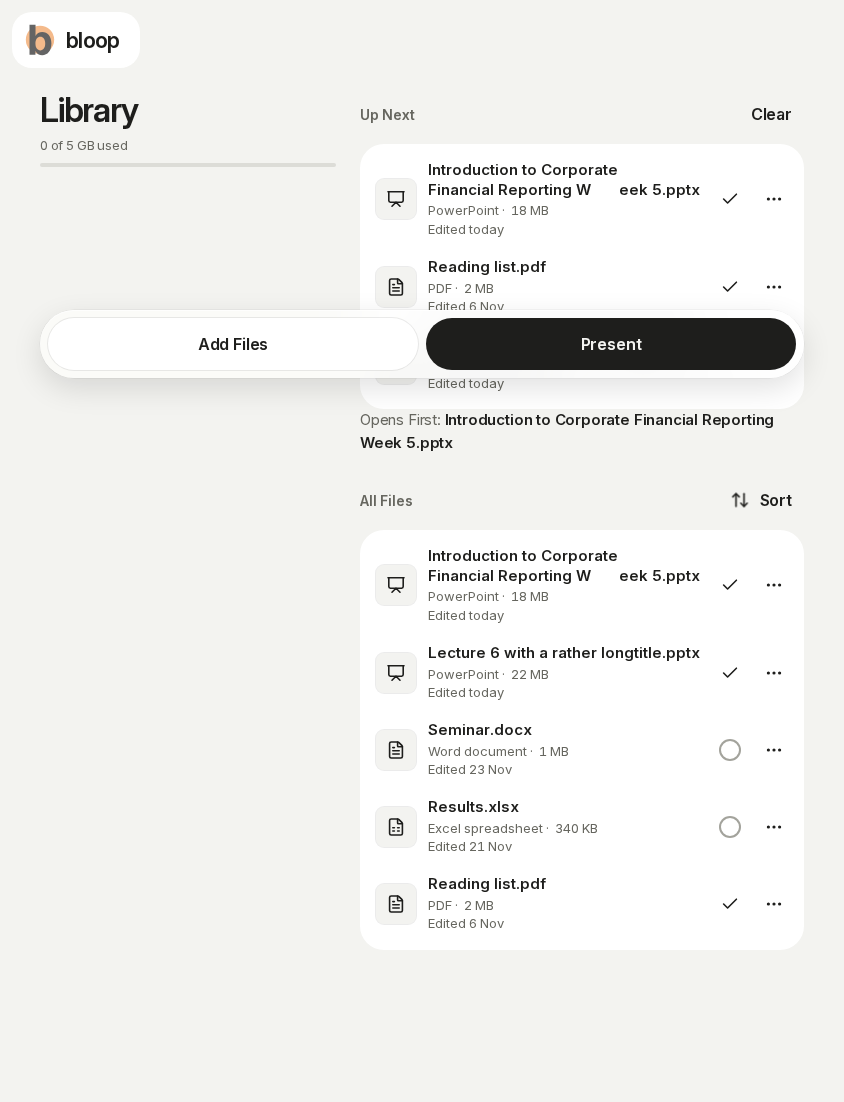 bloop
Library
0 of 5 GB used
Up Next
Clear
Introduction to Corporate
Financial Reporting W eek 5.pptx
PowerPoint · 18 MB
Edited today
Reading list.pdf
PDF · 2 MB
Edited 6 Nov
Add Files
Present
Edited today
Opens First: Introduction to Corporate Financial Reporting
Week 5.pptx
All Files
Sort
Introduction to Corporate
Financial Reporting W eek 5.pptx
PowerPoint · 18 MB
Edited today
Lecture 6 with a rather longtitle.pptx
PowerPoint · 22 MB
Edited today
Seminar.docx
Word document · 1 MB
Edited 23 Nov
Results.xlsx
Excel spreadsheet · 340 KB
Edited 21 Nov
Reading list.pdf
PDF · 2 MB
Edited 6 Nov